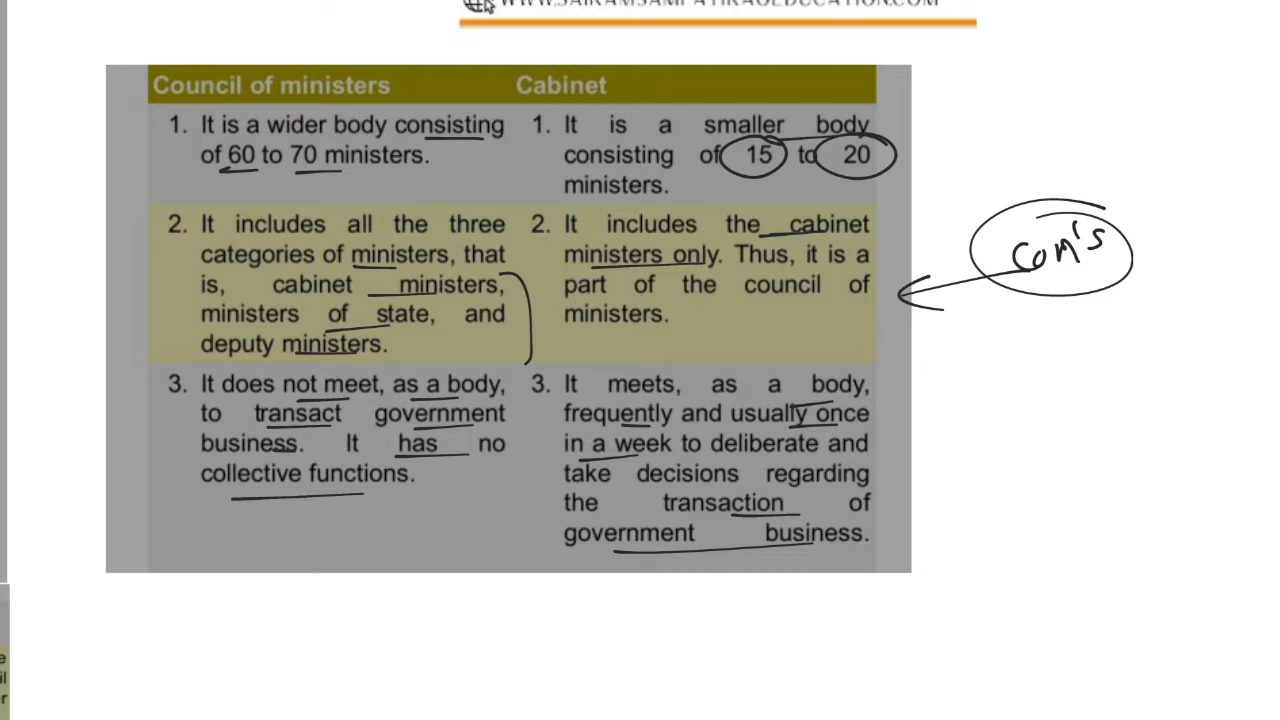 WWW.SAIRAMSAMPATIRAOEDUCATION.COM
Council of ministers
1. It is a wider body consisting
of 60 to 70 ministers.
2. It includes all the three
categories of ministers, that
is, cabinet ministers,
ministers of state, and
deputy ministers.
3. It does not meet, as a body,
to transact government
business. It has no
collective functions.
Cabinet
1. It is a smaller body
consisting of 15 to 20
ministers.
2. It includes the cabinet
ministers only. Thus, it is a
part of the council of
ministers.
3. It meets, as a body,
frequently and usually once
in a week to deliberate and
take decisions regarding
the transaction of
government business.
com's